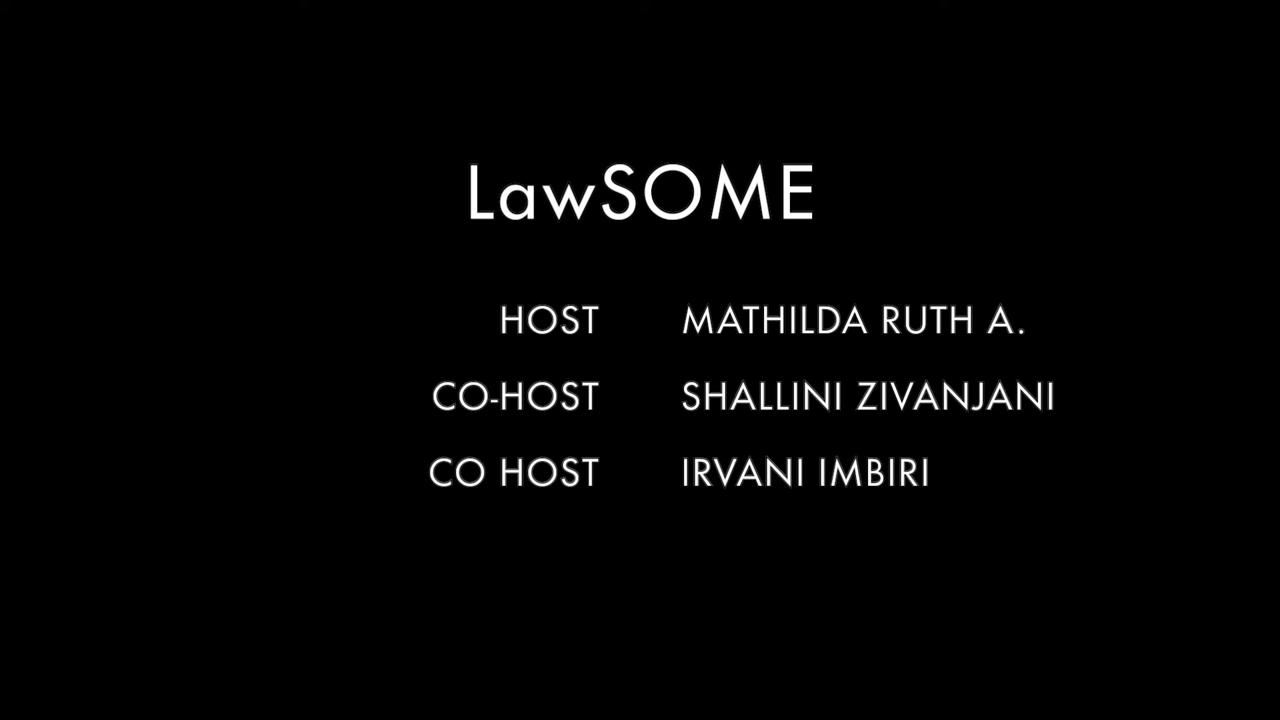 LawSOME
HOST MATHILDA RUTH A.
CO-HOST SHALLINI ZIVANJANI
CO HOST IRVANI IMBIRI